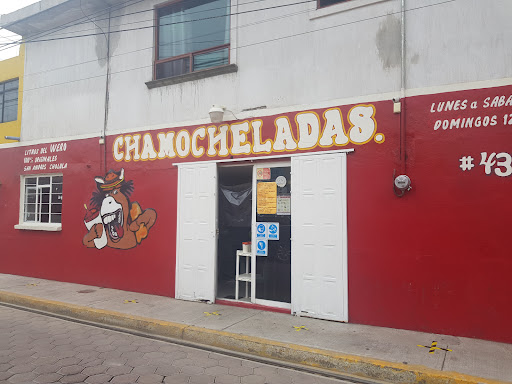 LITROS DEL WERO
100% ORIGINALES
SAN ANDRES CHOLULA
CHAMOCHELADAS.
LUNES a SABA
DOMINGOS 12
#43